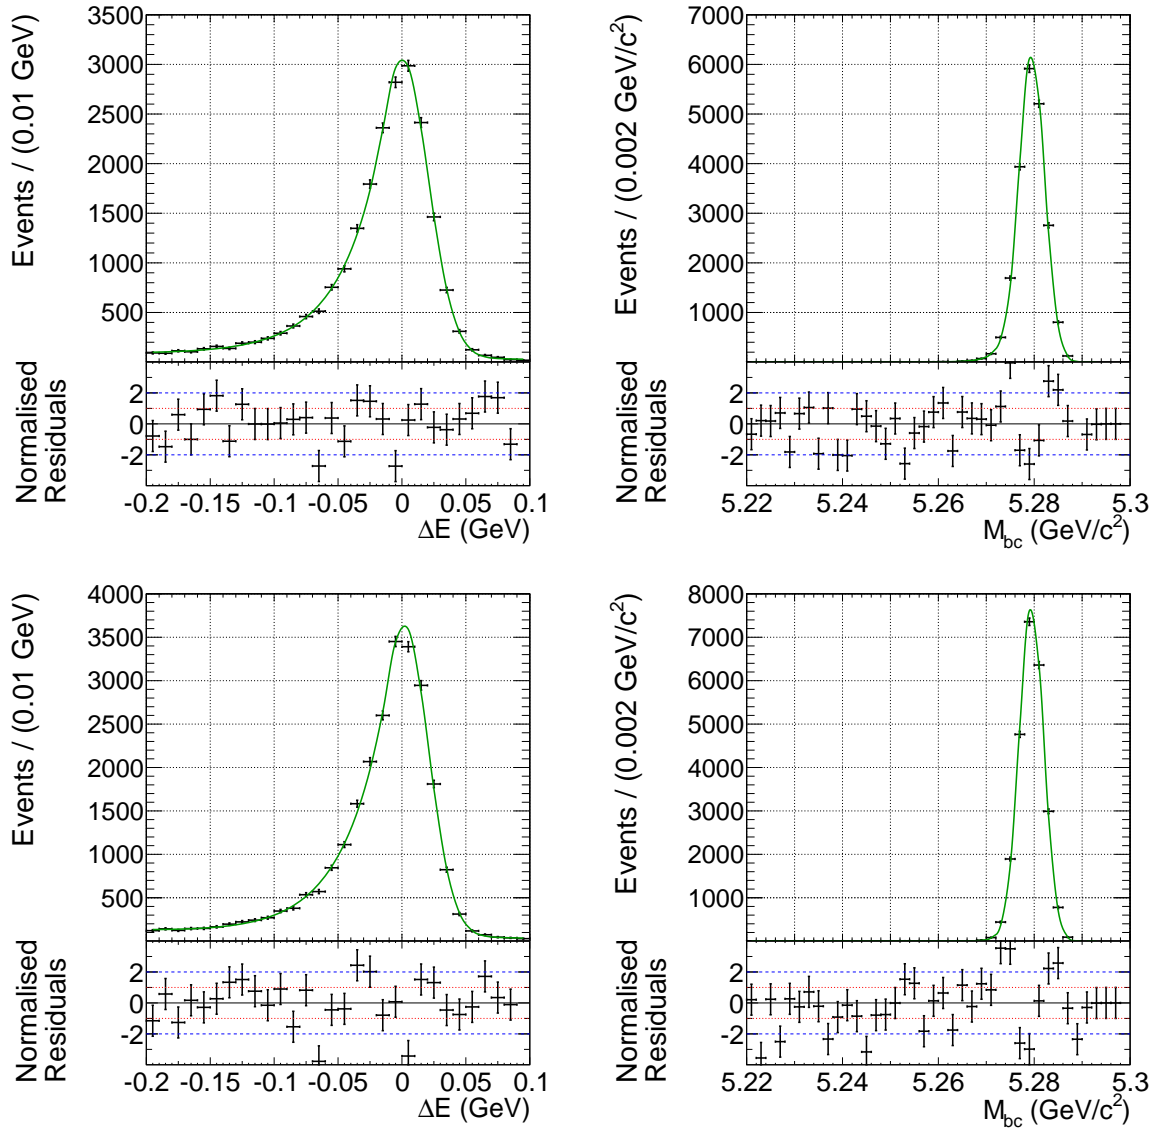 Events / (0.01 GeV)
3500
3000
2500
2000
1500
1000
500
Normalised
Residuals
2
0
-2
-0.2 -0.15 -0.1 -0.05 0 0.05 0.1
ΔE (GeV)
Events / (0.002 GeV/c²)
7000
6000
5000
4000
3000
2000
1000
Normalised
Residuals
2
0
-2
5.22 5.24 5.26 5.28 5.3
M_bc (GeV/c²)
Events / (0.01 GeV)
4000
3500
3000
2500
2000
1500
1000
500
Normalised
Residuals
2
0
-2
-0.2 -0.15 -0.1 -0.05 0 0.05 0.1
ΔE (GeV)
Events / (0.002 GeV/c²)
8000
7000
6000
5000
4000
3000
2000
1000
Normalised
Residuals
2
0
-2
5.22 5.24 5.26 5.28 5.3
M_bc (GeV/c²)